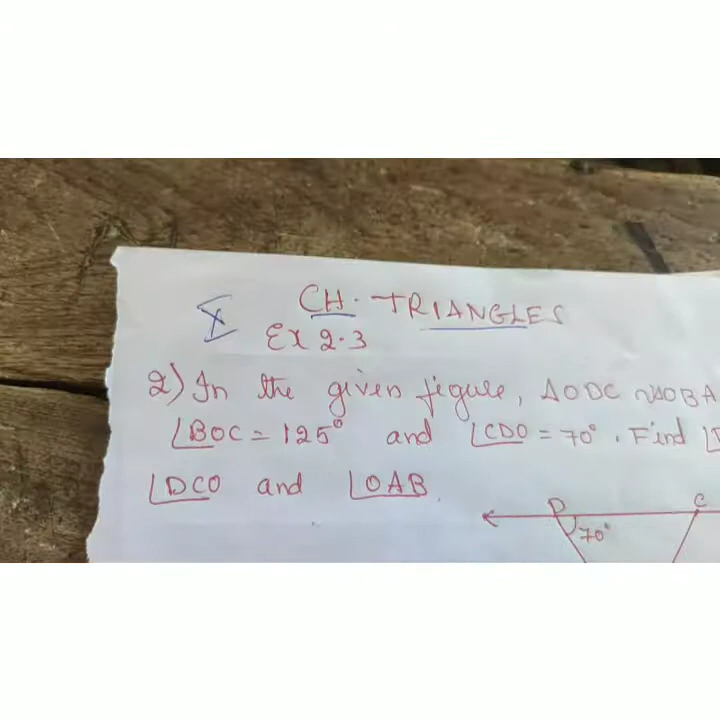 X CH. TRIANGLES
Ex 2.3
2) In the given figure, ΔODC ~ ΔOBA
∠BOC = 125° and ∠CDO = 70°. Find
∠DCO and ∠OAB.
D C
70°